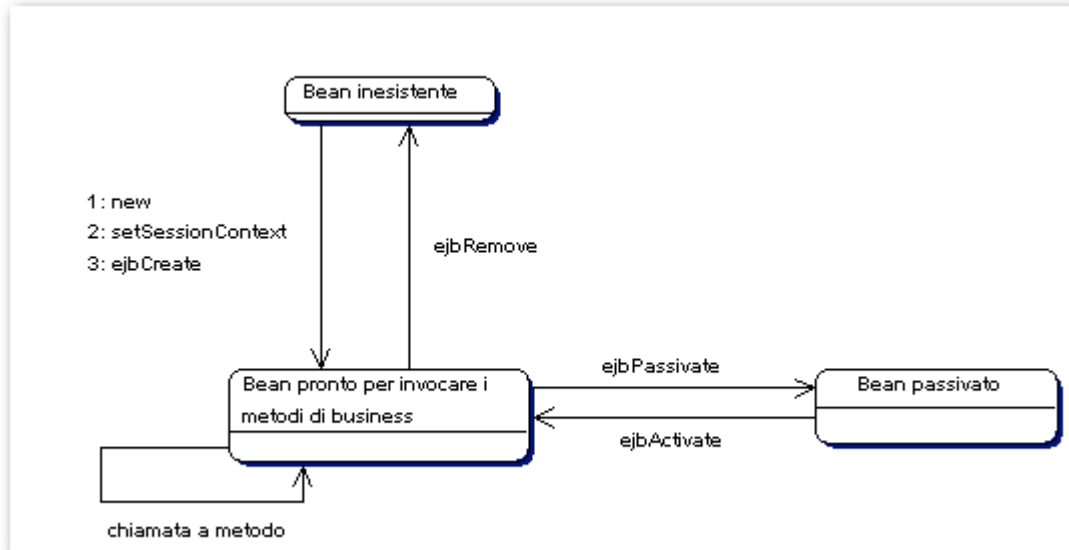 Bean inesistente
1: new
2: setSessionContext
3: ejbCreate
ejbRemove
Bean pronto per invocare i
metodi di business
ejbPassivate
Bean passivato
ejbActivate
chiamata a metodo